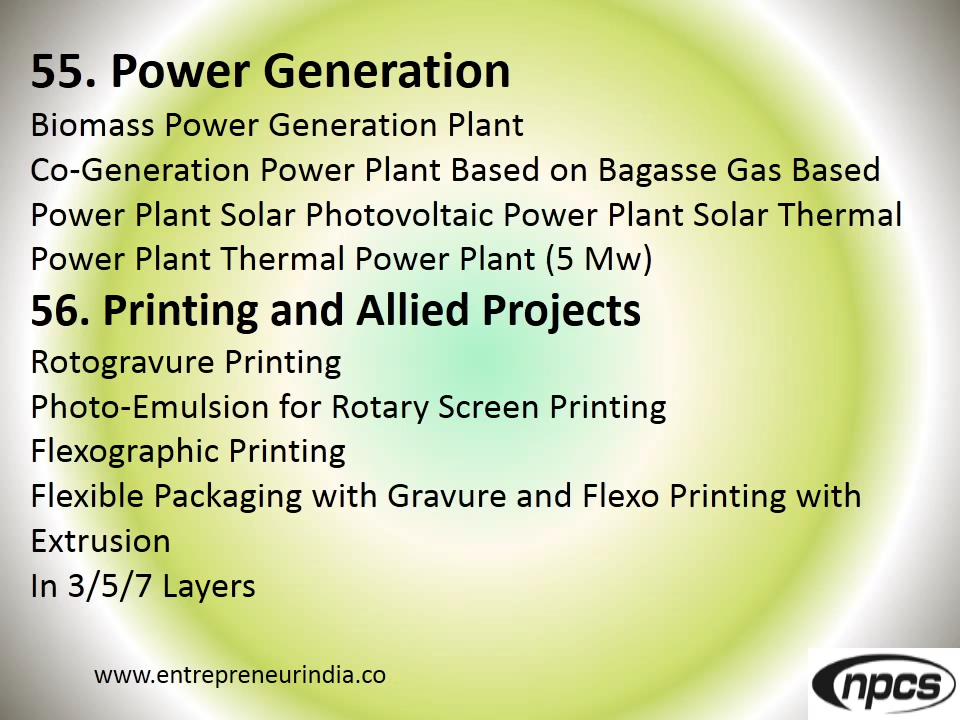 55. Power Generation
Biomass Power Generation Plant
Co-Generation Power Plant Based on Bagasse Gas Based
Power Plant Solar Photovoltaic Power Plant Solar Thermal
Power Plant Thermal Power Plant (5 Mw)
56. Printing and Allied Projects
Rotogravure Printing
Photo-Emulsion for Rotary Screen Printing
Flexographic Printing
Flexible Packaging with Gravure and Flexo Printing with
Extrusion
In 3/5/7 Layers
www.entrepreneurindia.co
npcs